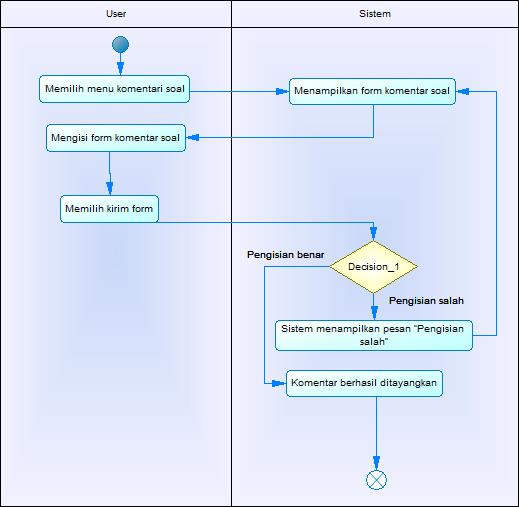 User
Sistem
Memilih menu komentari soal
Menampilkan form komentar soal
Mengisi form komentar soal
Memilih kirim form
Pengisian benar
Decision_1
Pengisian salah
Sistem menampilkan pesan "Pengisian
salah"
Komentar berhasil ditayangkan